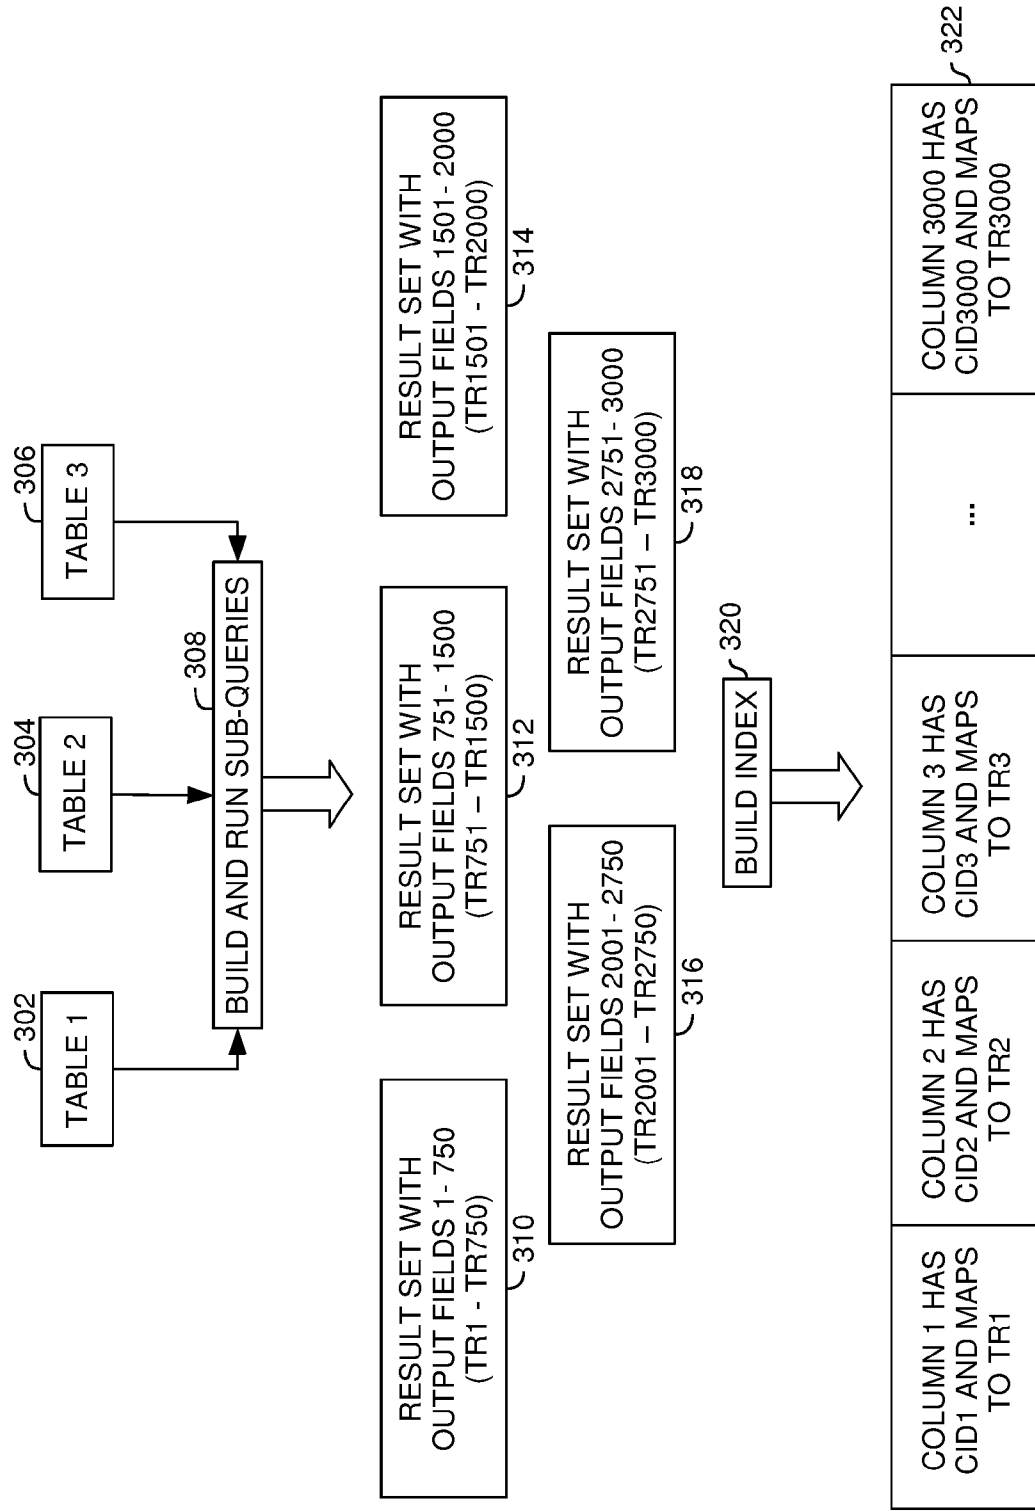 302
304
306
TABLE 1
TABLE 2
TABLE 3
308
BUILD AND RUN SUB-QUERIES
RESULT SET WITH
OUTPUT FIELDS 1- 750
(TR1 - TR750)
310
RESULT SET WITH
OUTPUT FIELDS 751- 1500
(TR751 – TR1500)
312
RESULT SET WITH
OUTPUT FIELDS 1501- 2000
(TR1501 - TR2000)
314
RESULT SET WITH
OUTPUT FIELDS 2001- 2750
(TR2001 – TR2750)
316
RESULT SET WITH
OUTPUT FIELDS 2751- 3000
(TR2751 – TR3000)
318
320
BUILD INDEX
COLUMN 1 HAS
CID1 AND MAPS
TO TR1
COLUMN 2 HAS
CID2 AND MAPS
TO TR2
COLUMN 3 HAS
CID3 AND MAPS
TO TR3
...
COLUMN 3000 HAS
CID3000 AND MAPS
TO TR3000
322